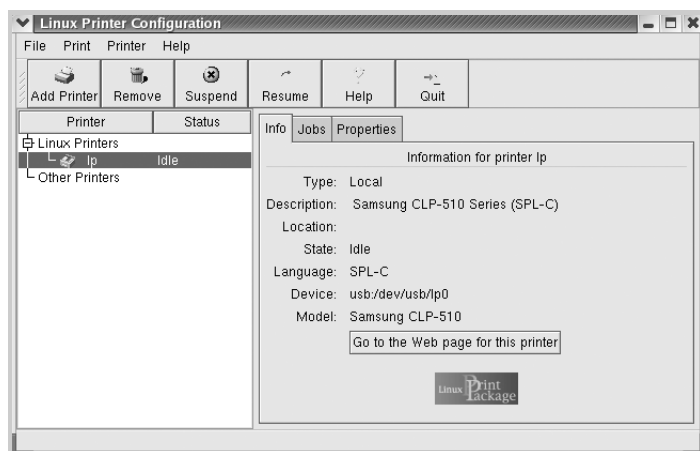 Linux Printer Configuration
File Print Printer Help
Add Printer Remove Suspend Resume Help Quit
Printer Status
Linux Printers
lp Idle
Other Printers
Info Jobs Properties
Information for printer lp
Type: Local
Description: Samsung CLP-510 Series (SPL-C)
Location:
State: Idle
Language: SPL-C
Device: usb:/dev/usb/lp0
Model: Samsung CLP-510
Go to the Web page for this printer
Linux Print
Package